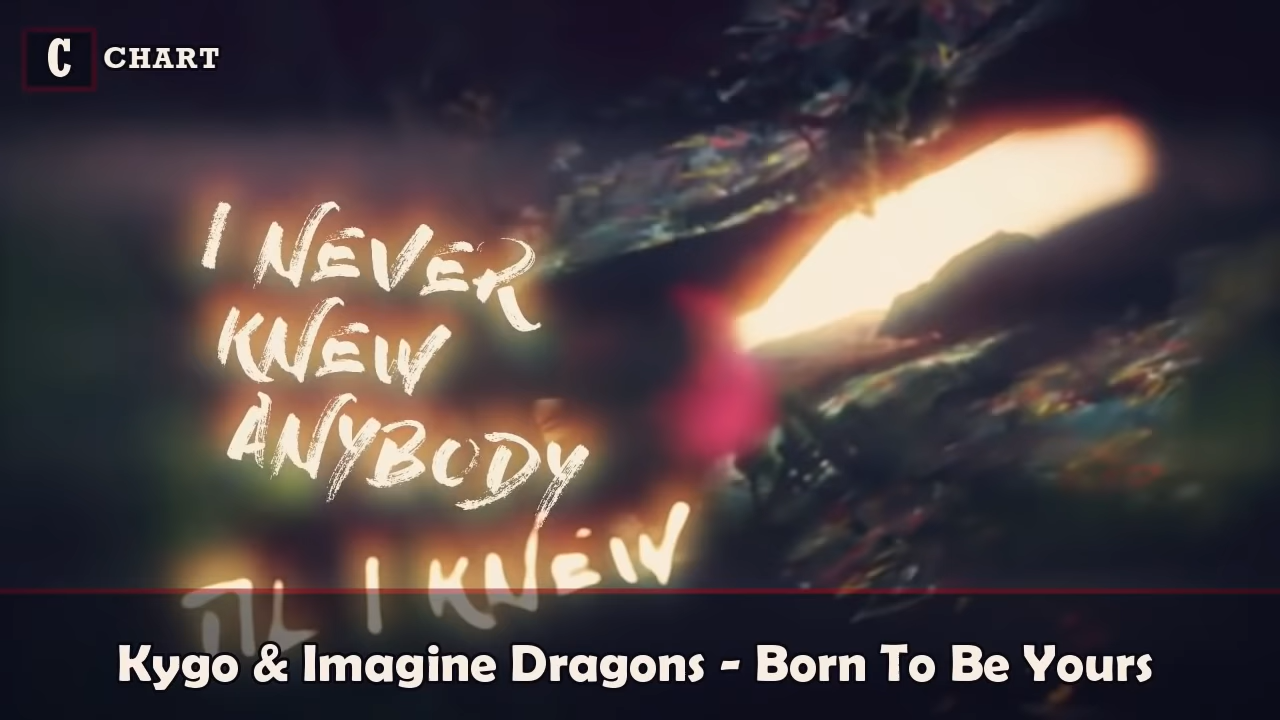 C CHART
I NEVER
KNEW
ANYBODY
'TIL I KNEW
Kygo & Imagine Dragons - Born To Be Yours